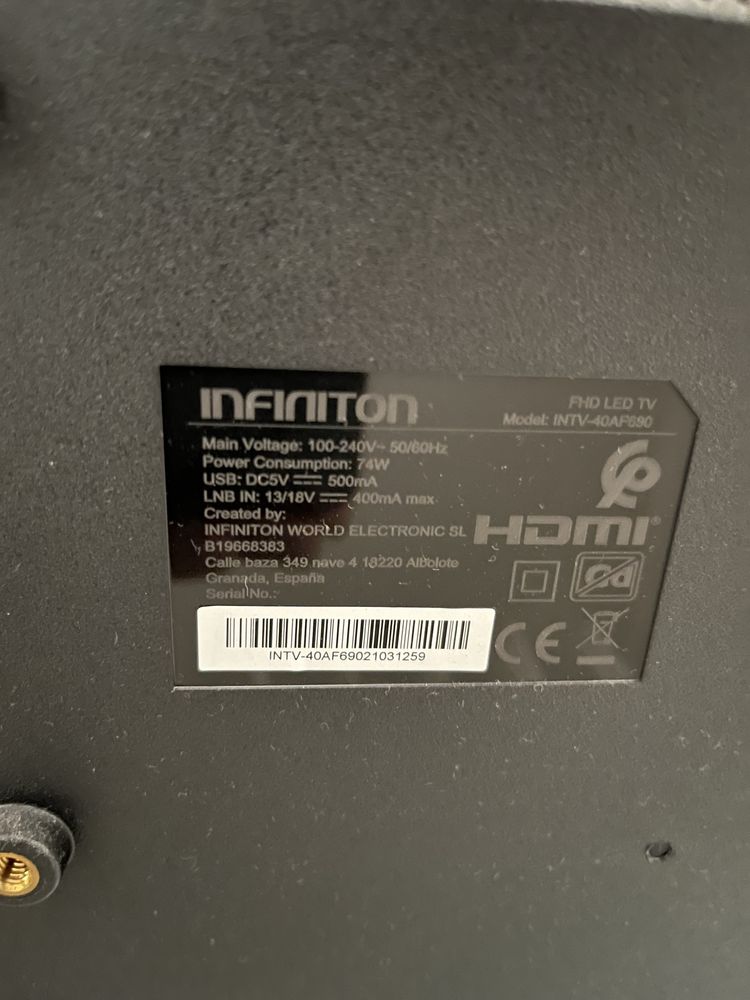 INFINITON
FHD LED TV
Model: INTV-40AF690
Main Voltage: 100-240V~ 50/60Hz
Power Consumption: 74W
USB: DC5V 500mA
LNB IN: 13/18V 400mA max
Created by:
INFINITON WORLD ELECTRONIC SL
B19668383
Calle baza 349 nave 4 18220 Albolote
Granada, España
Serial No.:
INTV-40AF69021031259
HDMI®
Pb
CE